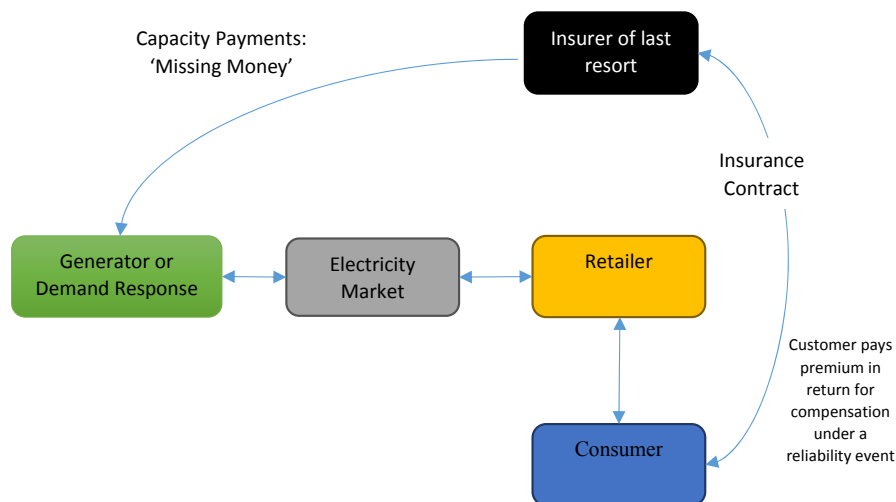 Capacity Payments:
‘Missing Money’
Insurer of last
resort
Insurance
Contract
Generator or
Demand Response
Electricity
Market
Retailer
Customer pays
premium in
return for
compensation
under a
reliability event
Consumer